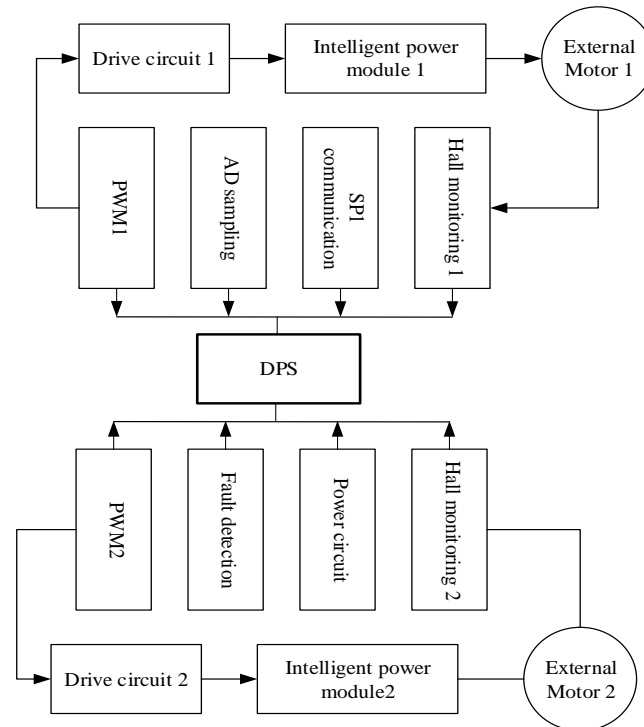 Drive circuit 1
Intelligent power
module 1
External
Motor 1
PWM1
AD sampling
SP1
communication
Hall monitoring 1
DPS
PWM2
Fault detection
Power circuit
Hall monitoring 2
Drive circuit 2
Intelligent power
module2
External
Motor 2